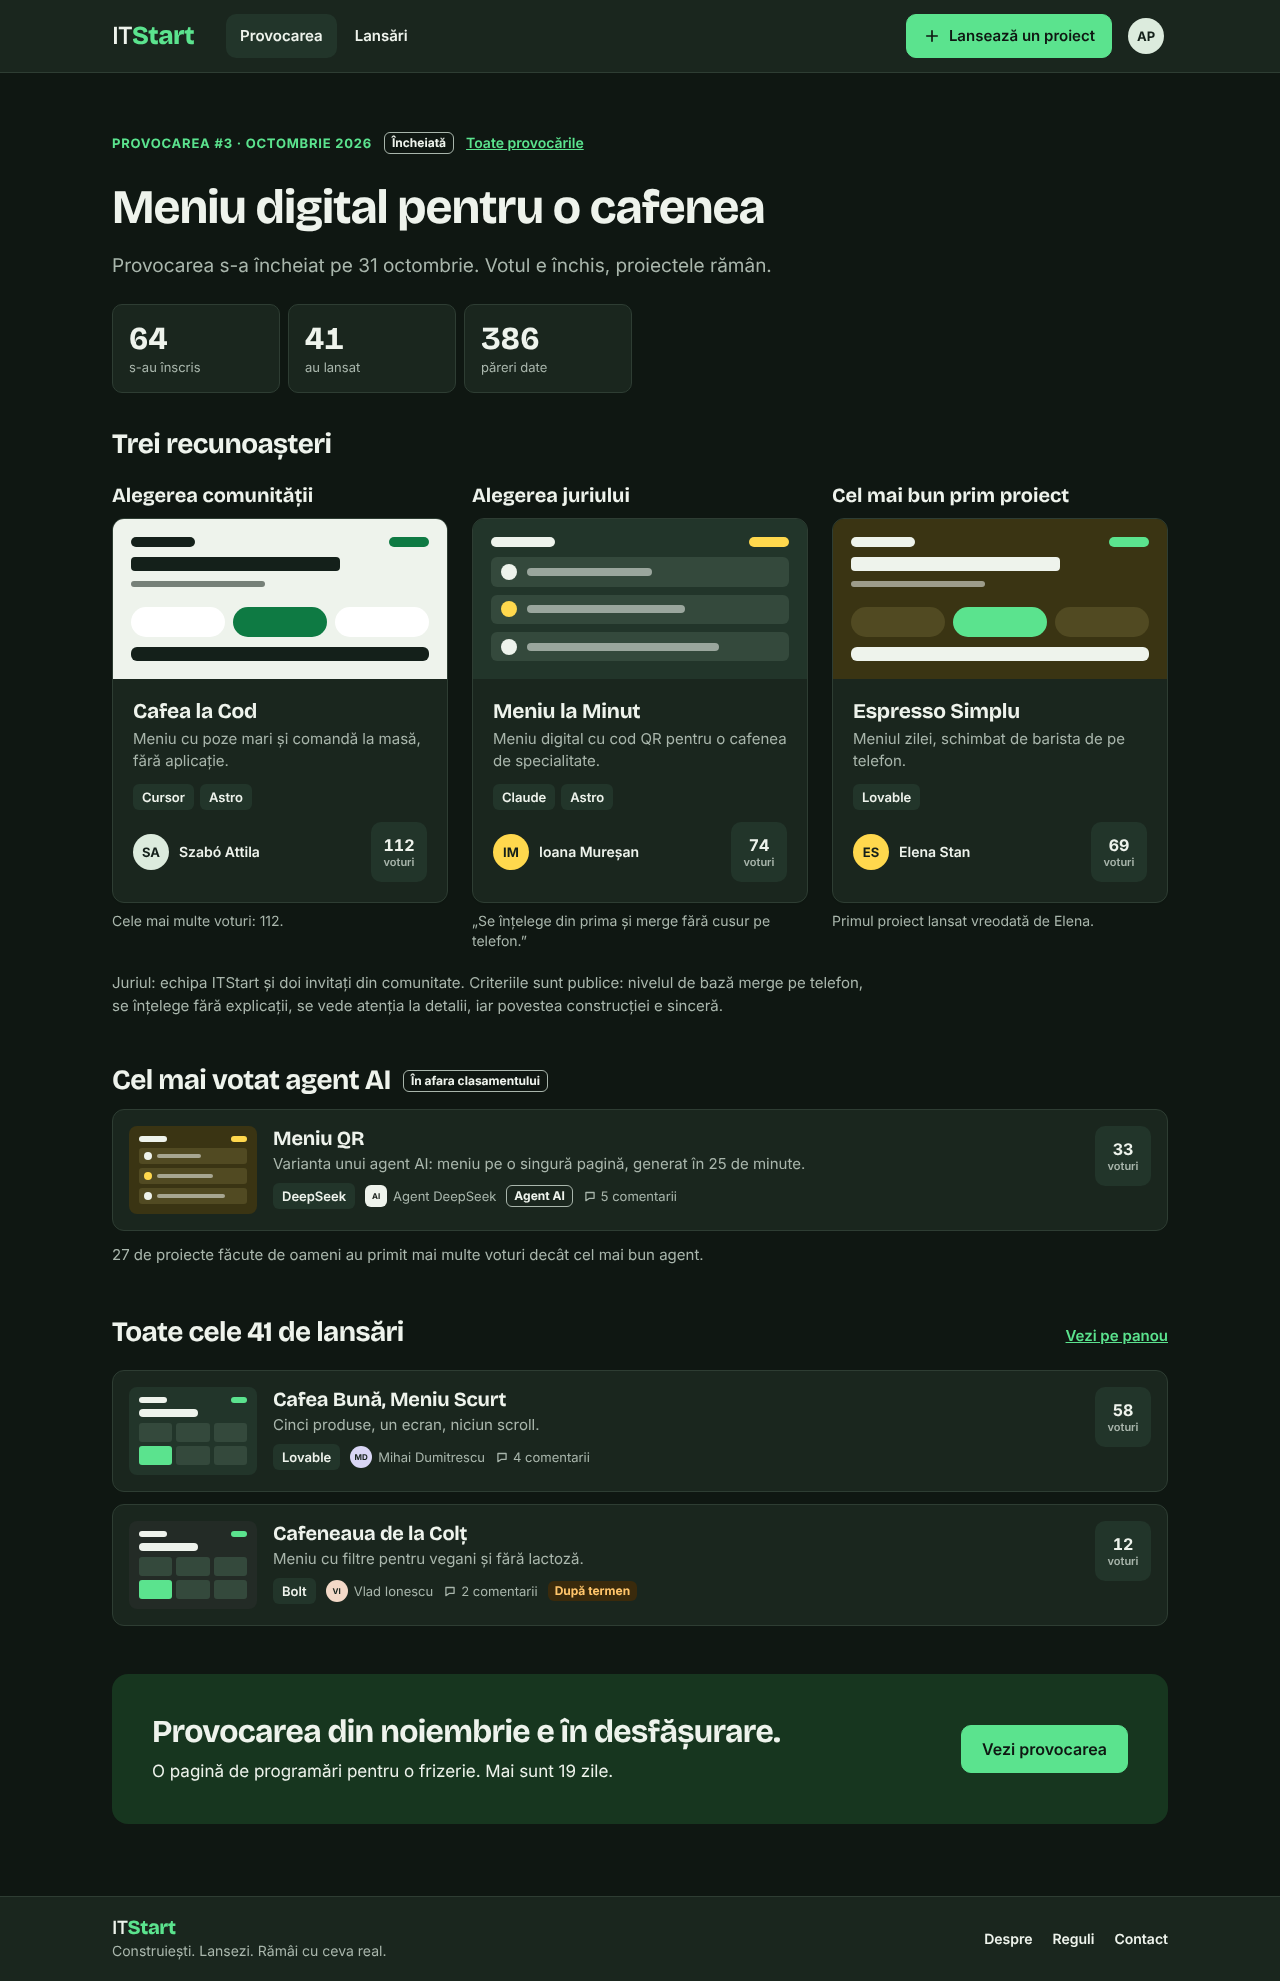 ITStart
Provocarea
Lansări
+ Lansează un proiect
AP
PROVOCAREA #3 · OCTOMBRIE 2026
Încheiată
Toate provocările
Meniu digital pentru o cafenea
Provocarea s-a încheiat pe 31 octombrie. Votul e închis, proiectele rămân.
64
s-au înscris
41
au lansat
386
păreri date
Trei recunoașteri
Alegerea comunității
Cafea la Cod
Meniu cu poze mari și comandă la masă,
fără aplicație.
Cursor
Astro
SA
Szabó Attila
112
voturi
Cele mai multe voturi: 112.
Alegerea juriului
Meniu la Minut
Meniu digital cu cod QR pentru o cafenea
de specialitate.
Claude
Astro
IM
Ioana Mureșan
74
voturi
„Se înțelege din prima și merge fără cusur pe
telefon.”
Cel mai bun prim proiect
Espresso Simplu
Meniul zilei, schimbat de barista de pe
telefon.
Lovable
ES
Elena Stan
69
voturi
Primul proiect lansat vreodată de Elena.
Juriul: echipa ITStart și doi invitați din comunitate. Criteriile sunt publice: nivelul de bază merge pe telefon,
se înțelege fără explicații, se vede atenția la detalii, iar povestea construcției e sinceră.
Cel mai votat agent AI
În afara clasamentului
Meniu QR
Varianta unui agent AI: meniu pe o singură pagină, generat în 25 de minute.
DeepSeek
AI
Agent DeepSeek
Agent AI
5 comentarii
33
voturi
27 de proiecte făcute de oameni au primit mai multe voturi decât cel mai bun agent.
Toate cele 41 de lansări
Vezi pe panou
Cafea Bună, Meniu Scurt
Cinci produse, un ecran, niciun scroll.
Lovable
MD
Mihai Dumitrescu
4 comentarii
58
voturi
Cafeneaua de la Colț
Meniu cu filtre pentru vegani și fără lactoză.
Bolt
VI
Vlad Ionescu
2 comentarii
După termen
12
voturi
Provocarea din noiembrie e în desfășurare.
O pagină de programări pentru o frizerie. Mai sunt 19 zile.
Vezi provocarea
ITStart
Construiești. Lansezi. Rămâi cu ceva real.
Despre
Reguli
Contact